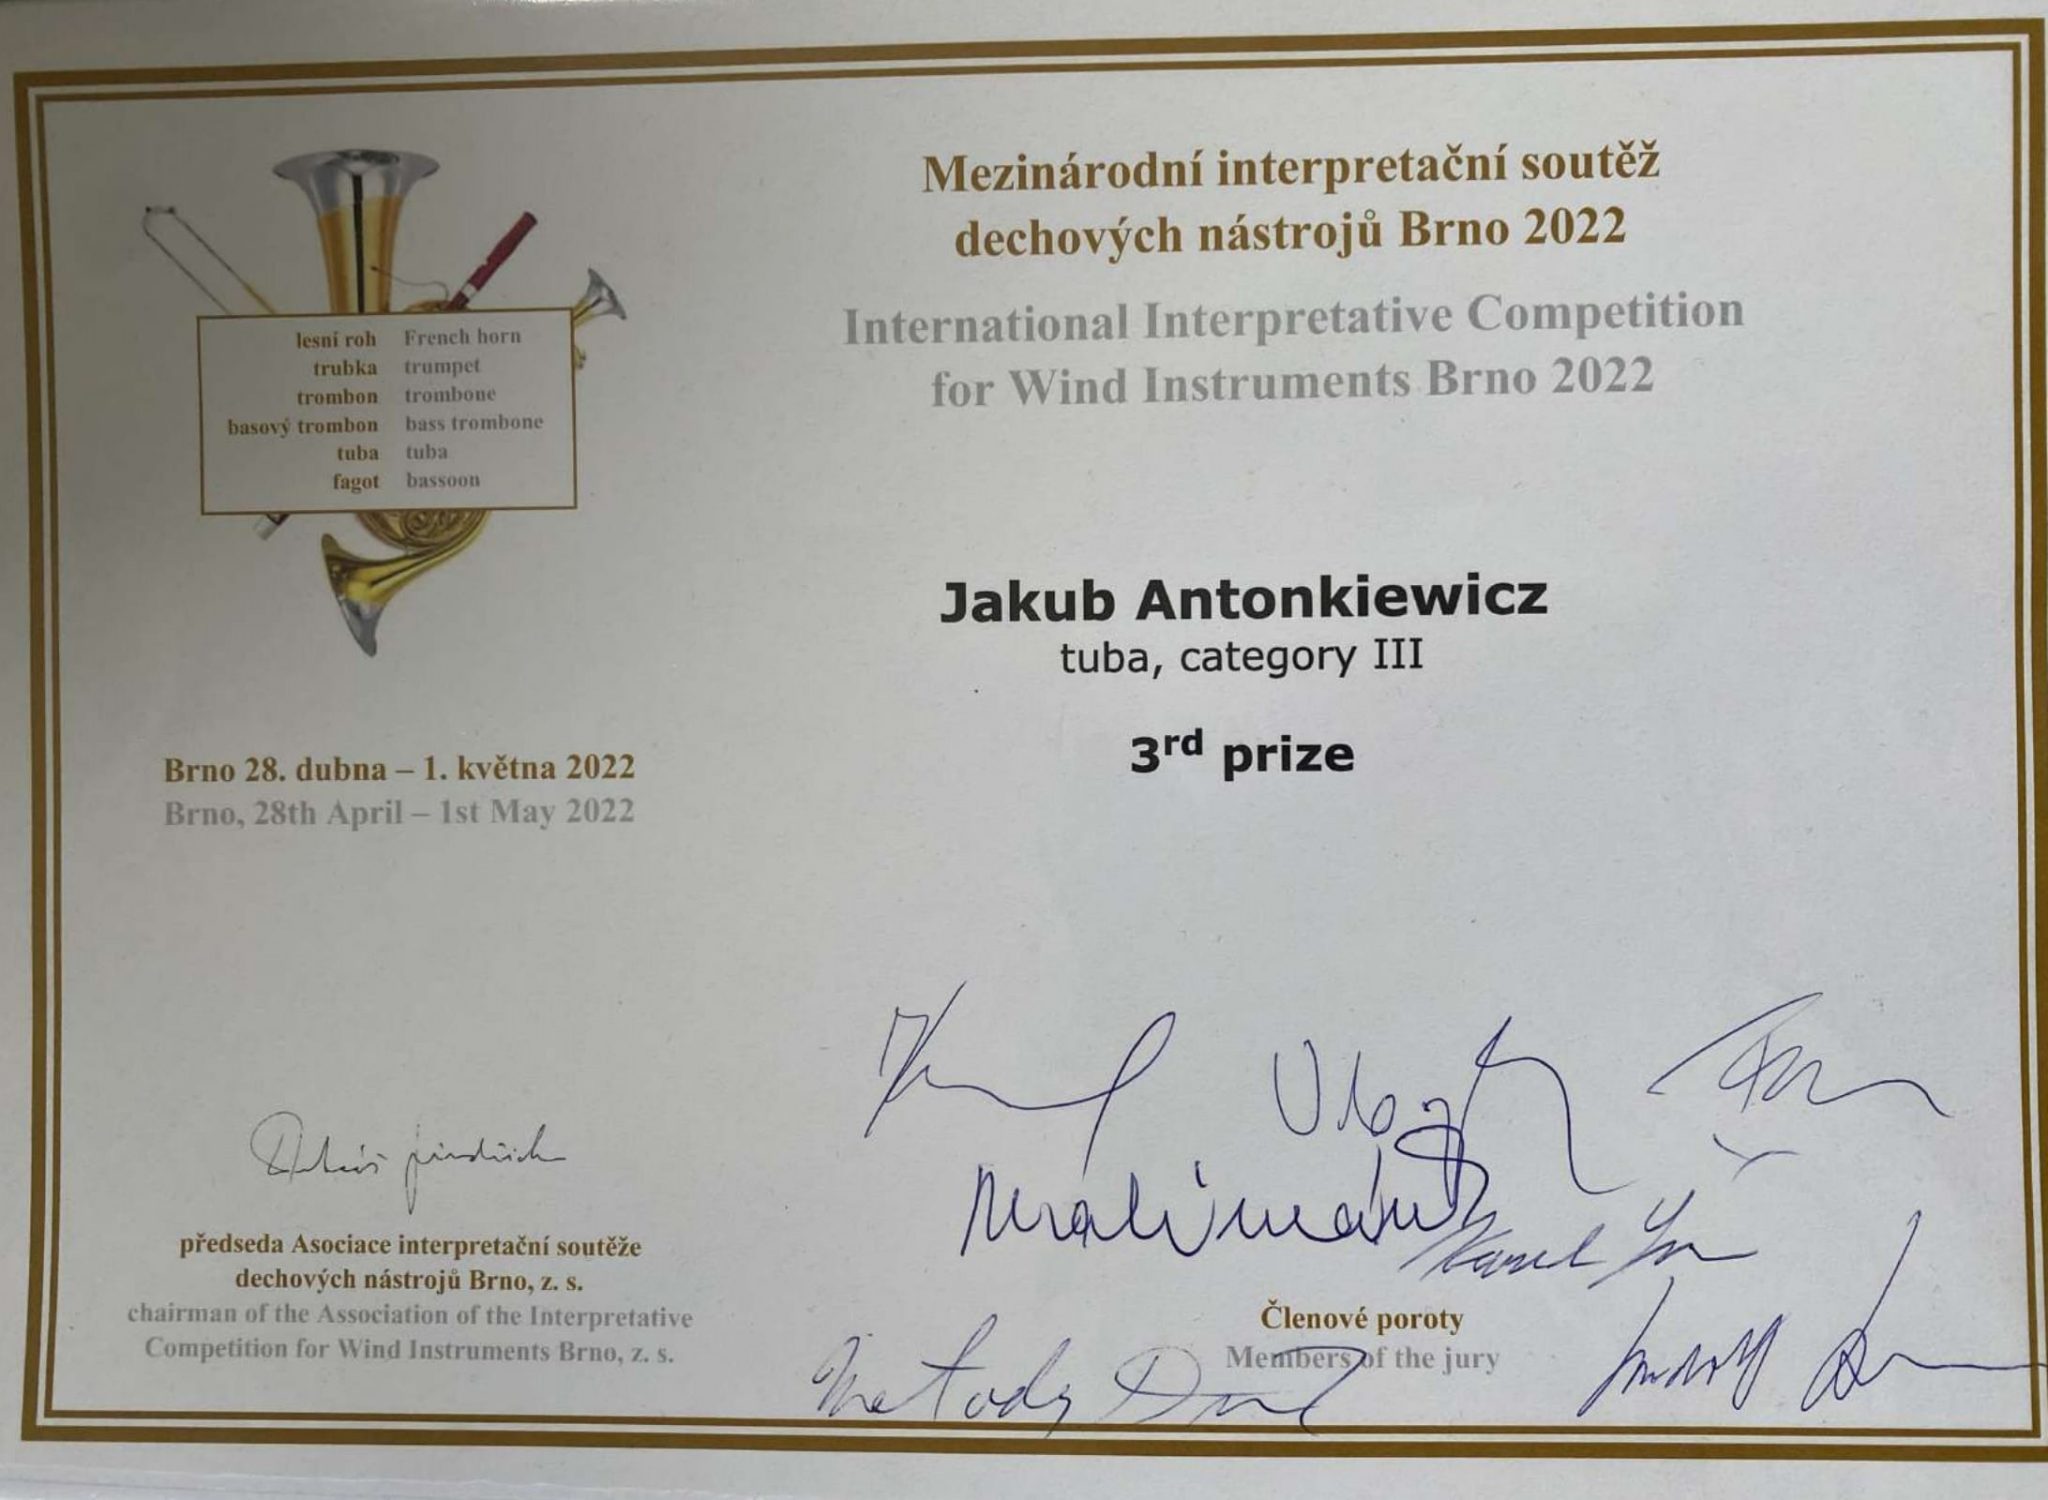 Mezinárodní interpretační soutěž
dechových nástrojů Brno 2022
International Interpretative Competition
for Wind Instruments Brno 2022
lesní roh French horn
trubka trumpet
trombon trombone
basový trombon bass trombone
tuba tuba
fagot bassoon
Jakub Antonkiewicz
tuba, category III
3rd prize
Brno 28. dubna – 1. května 2022
Brno, 28th April – 1st May 2022
předseda Asociace interpretační soutěže
dechových nástrojů Brno, z. s.
chairman of the Association of the Interpretative
Competition for Wind Instruments Brno, z. s.
Členové poroty
Members of the jury